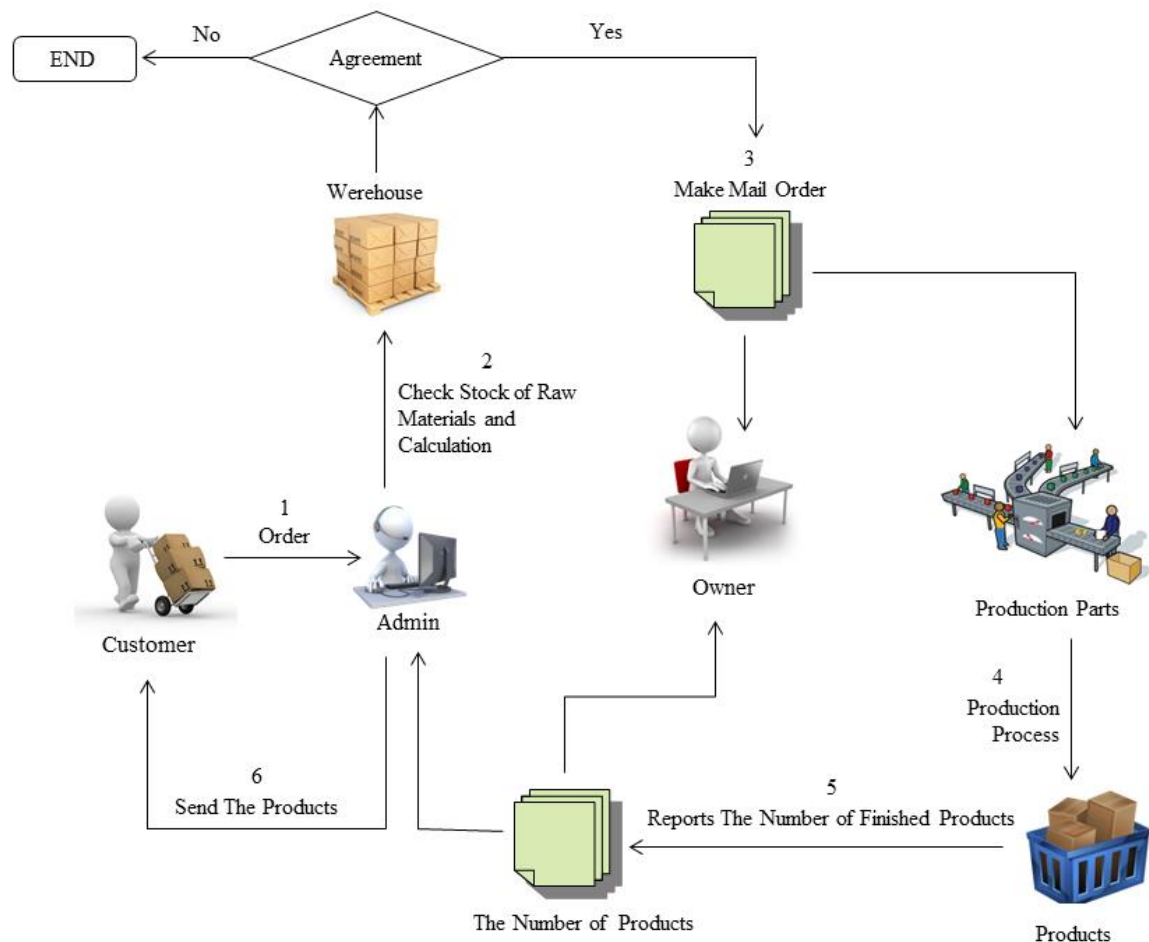 No
Yes
END
Agreement
3
Make Mail Order
Werehouse
2
Check Stock of Raw
Materials and
Calculation
1
Order
Customer
Admin
Owner
Production Parts
4
Production
Process
6
Send The Products
5
Reports The Number of Finished Products
The Number of Products
Products